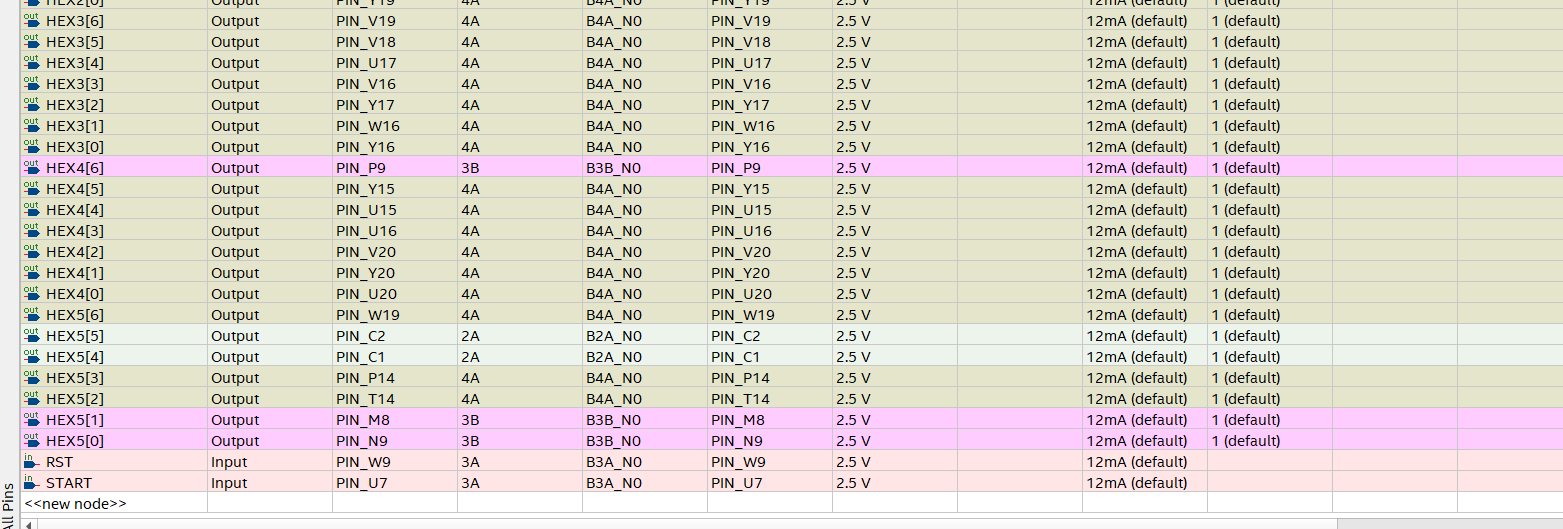 HEX2[0] Output PIN_Y19 4A B4A_N0 PIN_Y19 2.5 V 12mA (default) 1 (default)
out HEX3[6] Output PIN_V19 4A B4A_N0 PIN_V19 2.5 V 12mA (default) 1 (default)
out HEX3[5] Output PIN_V18 4A B4A_N0 PIN_V18 2.5 V 12mA (default) 1 (default)
out HEX3[4] Output PIN_U17 4A B4A_N0 PIN_U17 2.5 V 12mA (default) 1 (default)
out HEX3[3] Output PIN_V16 4A B4A_N0 PIN_V16 2.5 V 12mA (default) 1 (default)
out HEX3[2] Output PIN_Y17 4A B4A_N0 PIN_Y17 2.5 V 12mA (default) 1 (default)
out HEX3[1] Output PIN_W16 4A B4A_N0 PIN_W16 2.5 V 12mA (default) 1 (default)
out HEX3[0] Output PIN_Y16 4A B4A_N0 PIN_Y16 2.5 V 12mA (default) 1 (default)
out HEX4[6] Output PIN_P9 3B B3B_N0 PIN_P9 2.5 V 12mA (default) 1 (default)
out HEX4[5] Output PIN_Y15 4A B4A_N0 PIN_Y15 2.5 V 12mA (default) 1 (default)
out HEX4[4] Output PIN_U15 4A B4A_N0 PIN_U15 2.5 V 12mA (default) 1 (default)
out HEX4[3] Output PIN_U16 4A B4A_N0 PIN_U16 2.5 V 12mA (default) 1 (default)
out HEX4[2] Output PIN_V20 4A B4A_N0 PIN_V20 2.5 V 12mA (default) 1 (default)
out HEX4[1] Output PIN_Y20 4A B4A_N0 PIN_Y20 2.5 V 12mA (default) 1 (default)
out HEX4[0] Output PIN_U20 4A B4A_N0 PIN_U20 2.5 V 12mA (default) 1 (default)
out HEX5[6] Output PIN_W19 4A B4A_N0 PIN_W19 2.5 V 12mA (default) 1 (default)
out HEX5[5] Output PIN_C2 2A B2A_N0 PIN_C2 2.5 V 12mA (default) 1 (default)
out HEX5[4] Output PIN_C1 2A B2A_N0 PIN_C1 2.5 V 12mA (default) 1 (default)
out HEX5[3] Output PIN_P14 4A B4A_N0 PIN_P14 2.5 V 12mA (default) 1 (default)
out HEX5[2] Output PIN_T14 4A B4A_N0 PIN_T14 2.5 V 12mA (default) 1 (default)
out HEX5[1] Output PIN_M8 3B B3B_N0 PIN_M8 2.5 V 12mA (default) 1 (default)
out HEX5[0] Output PIN_N9 3B B3B_N0 PIN_N9 2.5 V 12mA (default) 1 (default)
in RST Input PIN_W9 3A B3A_N0 PIN_W9 2.5 V 12mA (default)
in START Input PIN_U7 3A B3A_N0 PIN_U7 2.5 V 12mA (default)
<<new node>>
All Pins